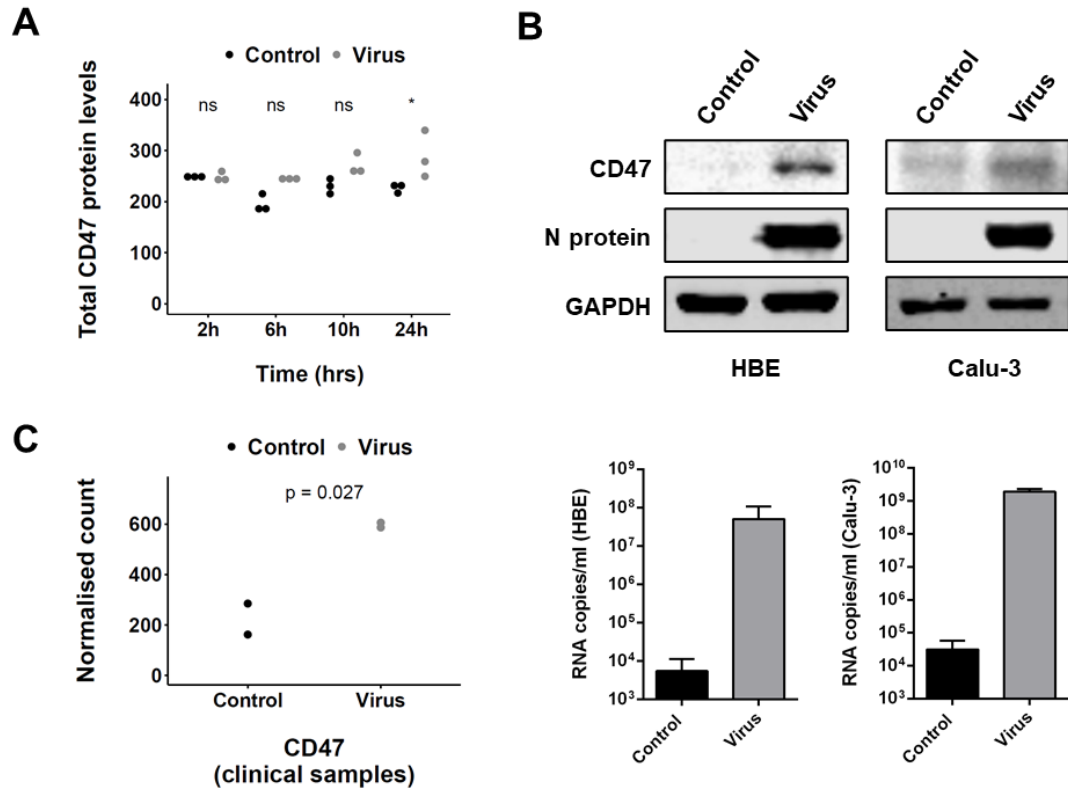 A
Control Virus
Total CD47 protein levels
400
300
200
100
0
ns
ns
ns
*
2h
6h
10h
24h
Time (hrs)
B
Control
Virus
Control
Virus
CD47
N protein
GAPDH
HBE
Calu-3
RNA copies/ml (HBE)
10⁹
10⁸
10⁷
10⁶
10⁵
10⁴
10³
Control
Virus
RNA copies/ml (Calu-3)
10¹⁰
10⁹
10⁸
10⁷
10⁶
10⁵
10⁴
10³
Control
Virus
C
Control Virus
p = 0.027
Normalised count
600
400
200
0
Control
Virus
CD47
(clinical samples)